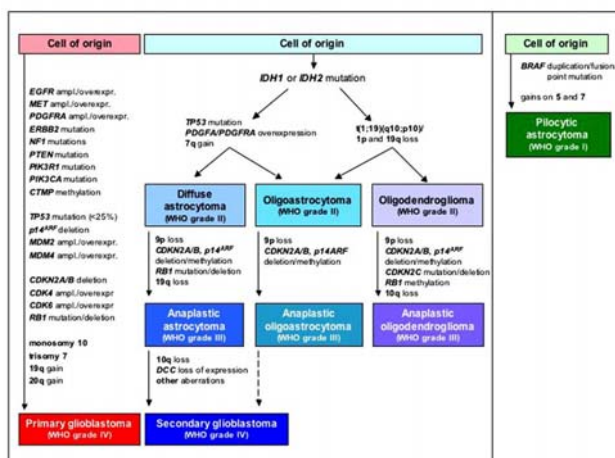 Cell of origin
EGFR ampl./overexpr.
MET ampl./overexpr.
PDGFRA ampl./overexpr.
ERBB2 mutation
NF1 mutations
PTEN mutation
PIK3R1 mutation
PIK3CA mutation
CTMP methylation
TP53 mutation (<25%)
p14ARF deletion
MDM2 ampl./overexpr.
MDM4 ampl./overexpr.
CDKN2A/B deletion
CDK4 ampl./overexpr
CDK6 ampl./overexpr
RB1 mutation/deletion
monosomy 10
trisomy 7
19q gain
20q gain
Primary glioblastoma
(WHO grade IV)
Cell of origin
IDH1 or IDH2 mutation
TP53 mutation
PDGFA/PDGFRA overexpression
7q gain
t(1;19)(q10;p10)/
1p and 19q loss
Diffuse
astrocytoma
(WHO grade II)
Oligoastrocytoma
(WHO grade II)
Oligodendroglioma
(WHO grade II)
9p loss
CDKN2A/B, p14ARF
deletion/methylation
RB1 mutation/deletion
19q loss
9p loss
CDKN2A/B, p14ARF
deletion/methylation
9p loss
CDKN2A/B, p14ARF
deletion/methylation
CDKN2C mutation/deletion
RB1 methylation
10q loss
Anaplastic
astrocytoma
(WHO grade III)
Anaplastic
oligoastrocytoma
(WHO grade III)
Anaplastic
oligodendroglioma
(WHO grade III)
10q loss
DCC loss of expression
other aberrations
Secondary glioblastoma
(WHO grade IV)
Cell of origin
BRAF duplication/fusion
point mutation
gains on 5 and 7
Pilocytic
astrocytoma
(WHO grade I)